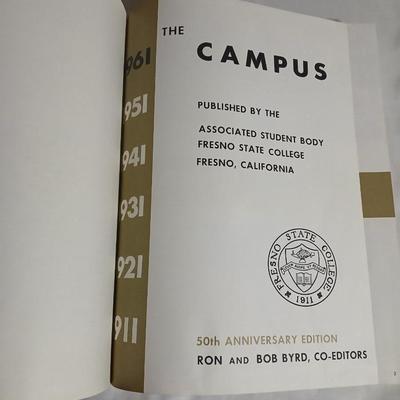 THE
CAMPUS
PUBLISHED BY THE
ASSOCIATED STUDENT BODY
FRESNO STATE COLLEGE
FRESNO, CALIFORNIA
961
951
941
931
921
911
FRESNO STATE COLLEGE
1911
50th ANNIVERSARY EDITION
RON AND BOB BYRD, CO-EDITORS